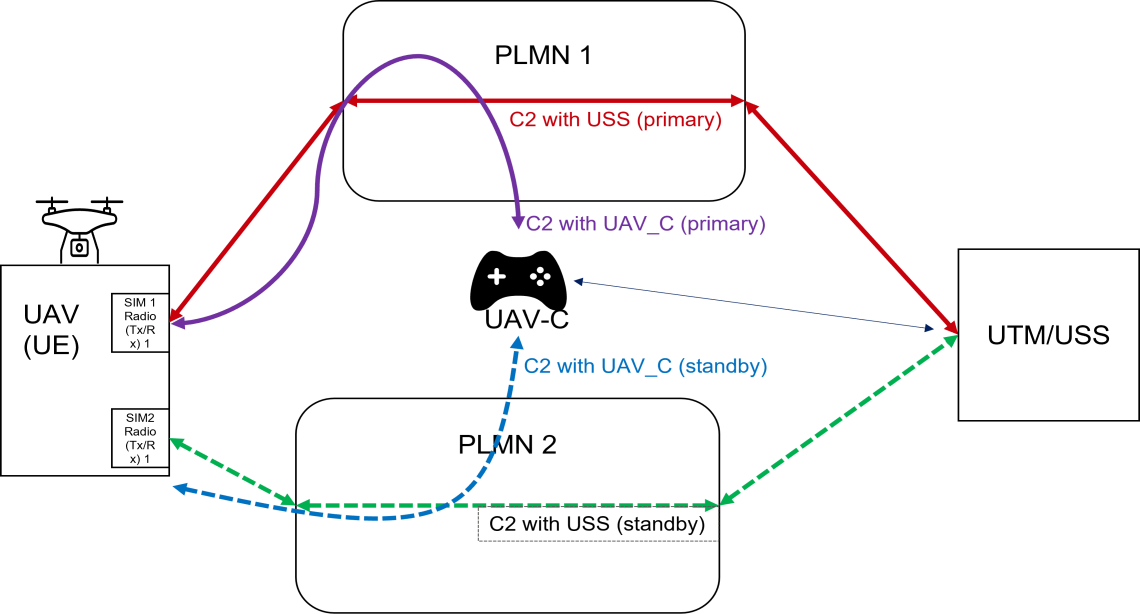 PLMN 1
C2 with USS (primary)
C2 with UAV_C (primary)
UAV
(UE)
SIM 1
Radio
(Tx/R
x) 1
UAV-C
UTM/USS
C2 with UAV_C (standby)
SIM2
Radio
(Tx/R
x) 1
PLMN 2
C2 with USS (standby)